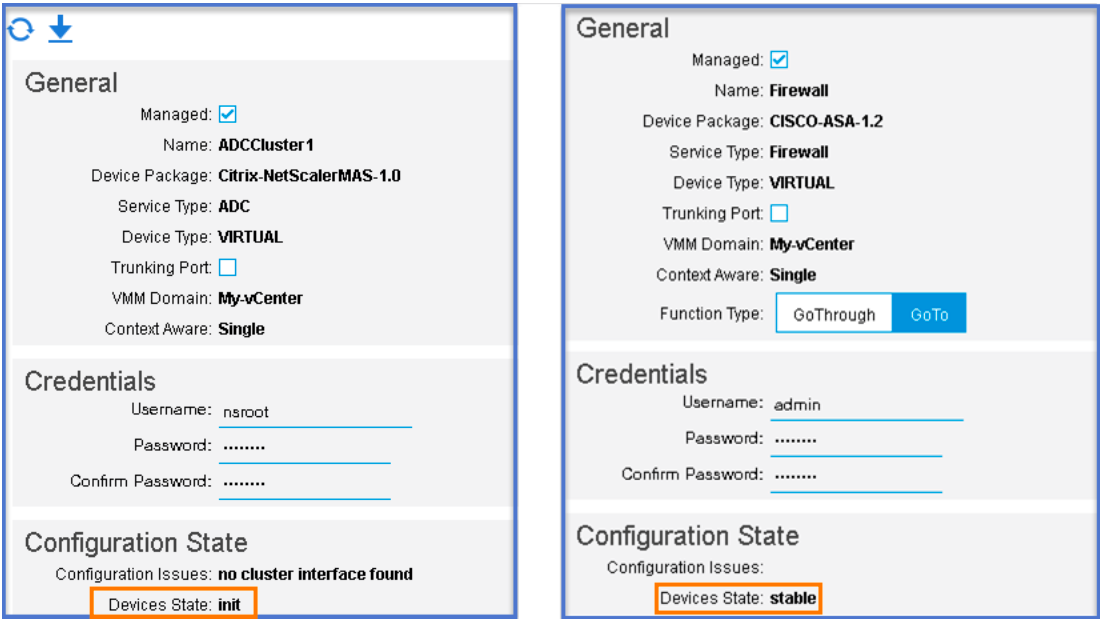 General
Managed:
Name: ADCCluster1
Device Package: Citrix-NetScalerMAS-1.0
Service Type: ADC
Device Type: VIRTUAL
Trunking Port:
VMM Domain: My-vCenter
Context Aware: Single
Credentials
Username: nsroot
Password: ........
Confirm Password: ........
Configuration State
Configuration Issues: no cluster interface found
Devices State: init
General
Managed:
Name: Firewall
Device Package: CISCO-ASA-1.2
Service Type: Firewall
Device Type: VIRTUAL
Trunking Port:
VMM Domain: My-vCenter
Context Aware: Single
Function Type: GoThrough GoTo
Credentials
Username: admin
Password: ........
Confirm Password: ........
Configuration State
Configuration Issues:
Devices State: stable